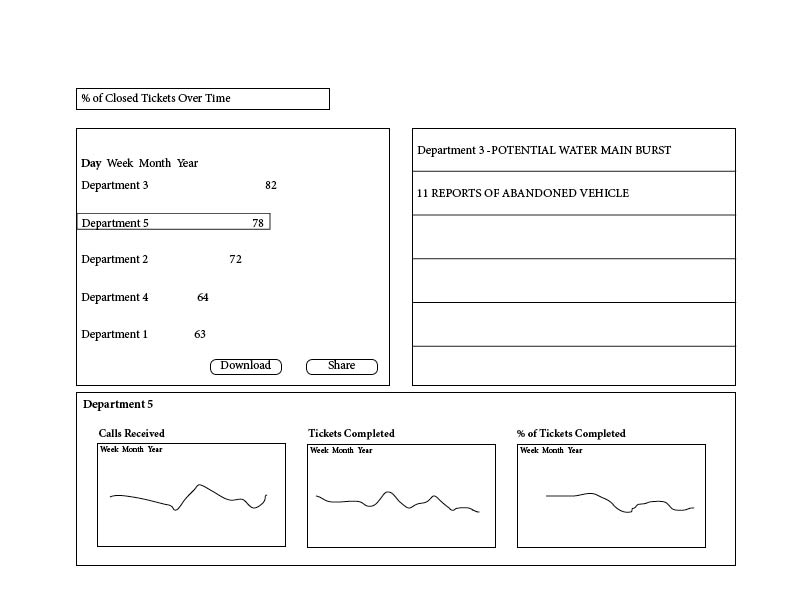 % of Closed Tickets Over Time
Day Week Month Year
Department 3 82
Department 5 78
Department 2 72
Department 4 64
Department 1 63
Download Share
Department 3 -POTENTIAL WATER MAIN BURST
11 REPORTS OF ABANDONED VEHICLE
Department 5
Calls Received
Week Month Year
Tickets Completed
Week Month Year
% of Tickets Completed
Week Month Year